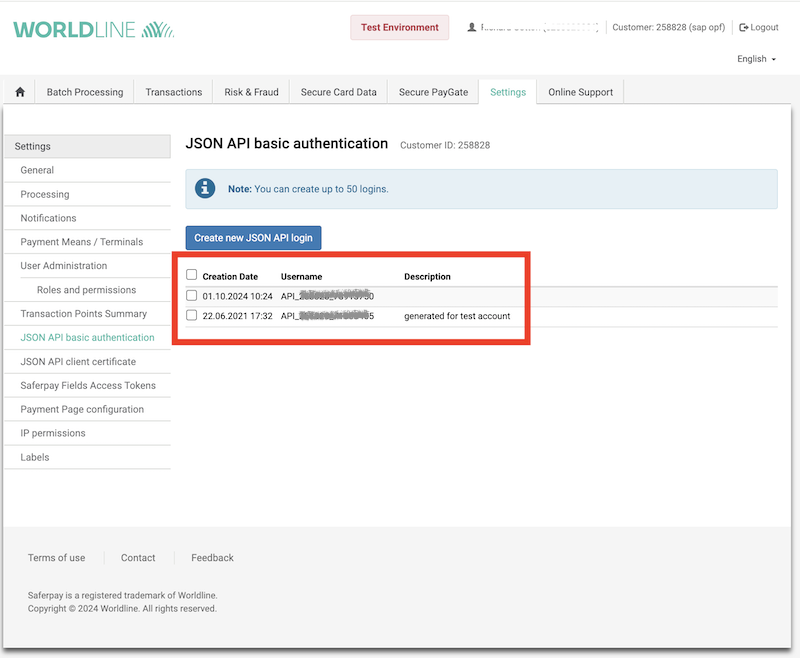 WORLDLINE
Test Environment
Customer: 258828 (sap opf)
Logout
English
Batch Processing
Transactions
Risk & Fraud
Secure Card Data
Secure PayGate
Settings
Online Support
Settings
General
Processing
Notifications
Payment Means / Terminals
User Administration
Roles and permissions
Transaction Points Summary
JSON API basic authentication
JSON API client certificate
Saferpay Fields Access Tokens
Payment Page configuration
IP permissions
Labels
JSON API basic authentication Customer ID: 258828
Note: You can create up to 50 logins.
Create new JSON API login
Creation Date Username Description
01.10.2024 10:24
22.06.2021 17:32 generated for test account
Terms of use
Contact
Feedback
Saferpay is a registered trademark of Worldline.
Copyright © 2024 Worldline. All rights reserved.